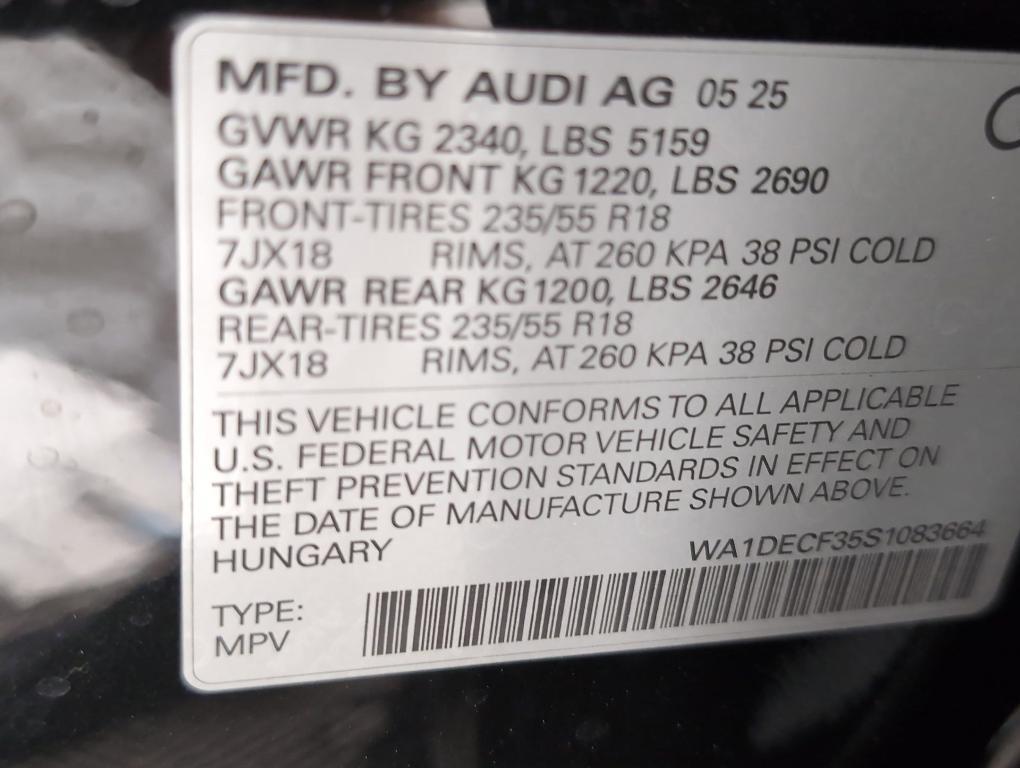 MFD. BY AUDI AG 05 25
GVWR KG 2340, LBS 5159
GAWR FRONT KG 1220, LBS 2690
FRONT-TIRES 235/55 R18
7JX18 RIMS, AT 260 KPA 38 PSI COLD
GAWR REAR KG 1200, LBS 2646
REAR-TIRES 235/55 R18
7JX18 RIMS, AT 260 KPA 38 PSI COLD
THIS VEHICLE CONFORMS TO ALL APPLICABLE
U.S. FEDERAL MOTOR VEHICLE SAFETY AND
THEFT PREVENTION STANDARDS IN EFFECT ON
THE DATE OF MANUFACTURE SHOWN ABOVE.
HUNGARY WA1DECF35S1083664
TYPE:
MPV